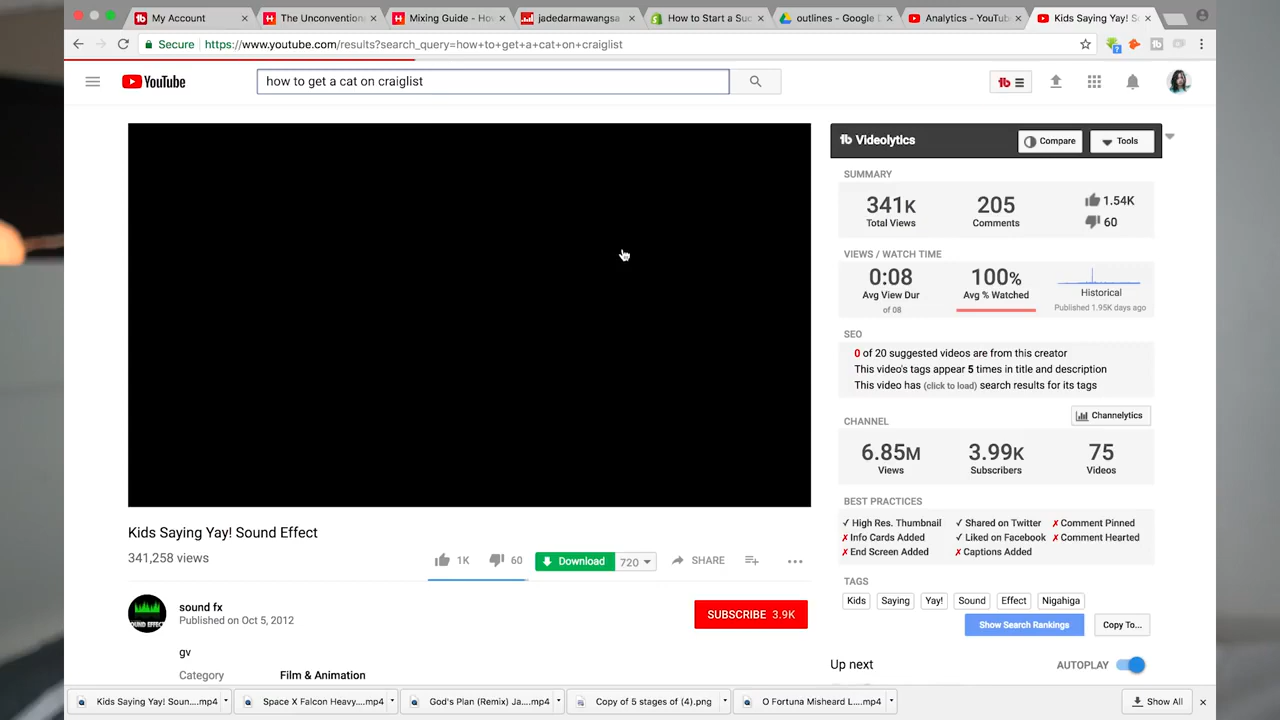 My Account
The Unconventiona
Mixing Guide - How
jadedarmawangsa
How to Start a Suc
outlines - Google D
Analytics - YouTub
Kids Saying Yay! S
Secure https://www.youtube.com/results?search_query=how+to+get+a+cat+on+craiglist
YouTube
how to get a cat on craiglist
tb
tb Videolytics
Compare
Tools
SUMMARY
341K
Total Views
205
Comments
1.54K
60
VIEWS / WATCH TIME
0:08
Avg View Dur
of 08
100%
Avg % Watched
Historical
Published 1.95K days ago
SEO
0 of 20 suggested videos are from this creator
This video's tags appear 5 times in title and description
This video has (click to load) search results for its tags
Channelytics
CHANNEL
6.85M
Views
3.99K
Subscribers
75
Videos
BEST PRACTICES
✓ High Res. Thumbnail ✓ Shared on Twitter ✗ Comment Pinned
✗ Info Cards Added ✓ Liked on Facebook ✗ Comment Hearted
✗ End Screen Added ✗ Captions Added
TAGS
Kids Saying Yay! Sound Effect Nigahiga
Show Search Rankings
Copy To...
Up next
AUTOPLAY
Kids Saying Yay! Sound Effect
341,258 views
1K
60
Download
720
SHARE
sound fx
Published on Oct 5, 2012
SOUND EFFECT
SUBSCRIBE 3.9K
gv
Category Film & Animation
Kids Saying Yay! Soun....mp4
Space X Falcon Heavy....mp4
God's Plan (Remix) Ja....mp4
Copy of 5 stages of (4).png
O Fortuna Misheard L....mp4
Show All